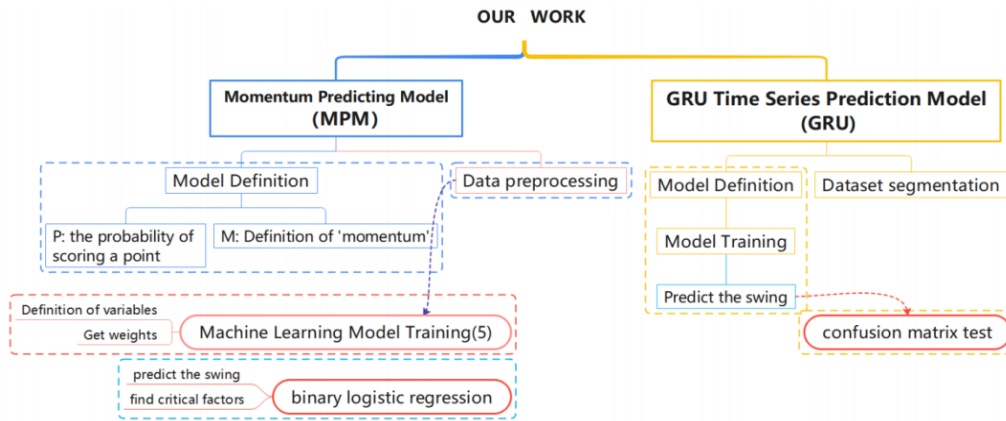 OUR WORK
Momentum Predicting Model
(MPM)
GRU Time Series Prediction Model
(GRU)
Model Definition
Data preprocessing
P: the probability of
scoring a point
M: Definition of 'momentum'
Model Definition
Dataset segmentation
Model Training
Predict the swing
confusion matrix test
Definition of variables
Get weights
Machine Learning Model Training(5)
predict the swing
find critical factors
binary logistic regression